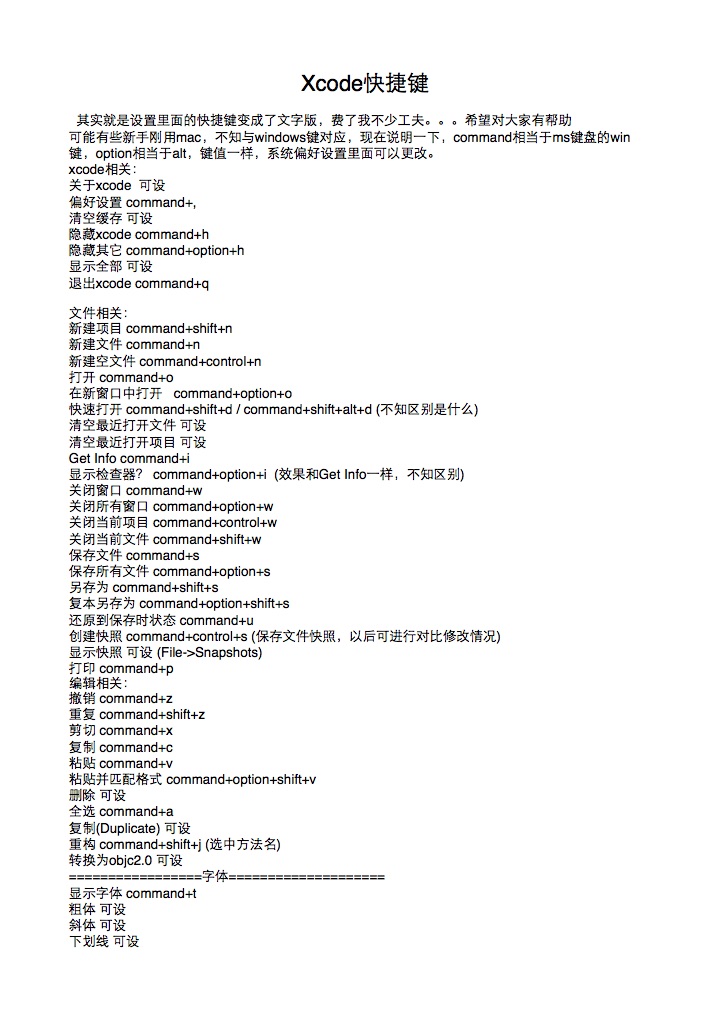 Xcode快捷键
其实就是设置里面的快捷键变成了文字版，费了我不少工夫。。。希望对大家有帮助
可能有些新手刚用mac，不知与windows键对应，现在说明一下，command相当于ms键盘的win
键，option相当于alt，键值一样，系统偏好设置里面可以更改。
xcode相关：
关于xcode  可设
偏好设置 command+,
清空缓存 可设
隐藏xcode command+h
隐藏其它 command+option+h
显示全部 可设
退出xcode command+q
文件相关：
新建项目 command+shift+n
新建文件 command+n
新建空文件 command+control+n
打开 command+o
在新窗口中打开   command+option+o
快速打开 command+shift+d / command+shift+alt+d (不知区别是什么)
清空最近打开文件 可设
清空最近打开项目 可设
Get Info command+i
显示检查器？  command+option+i  (效果和Get Info一样，不知区别)
关闭窗口 command+w
关闭所有窗口 command+option+w
关闭当前项目 command+control+w
关闭当前文件 command+shift+w
保存文件 command+s
保存所有文件 command+option+s
另存为 command+shift+s
复本另存为 command+option+shift+s
还原到保存时状态 command+u
创建快照 command+control+s (保存文件快照，以后可进行对比修改情况)
显示快照 可设 (File->Snapshots)
打印 command+p
编辑相关：
撤销 command+z
重复 command+shift+z
剪切 command+x
复制 command+c
粘贴 command+v
粘贴并匹配格式 command+option+shift+v
删除 可设
全选 command+a
复制(Duplicate) 可设
重构 command+shift+j (选中方法名)
转换为objc2.0 可设
=================字体====================
显示字体 command+t
粗体 可设
斜体 可设
下划线 可设